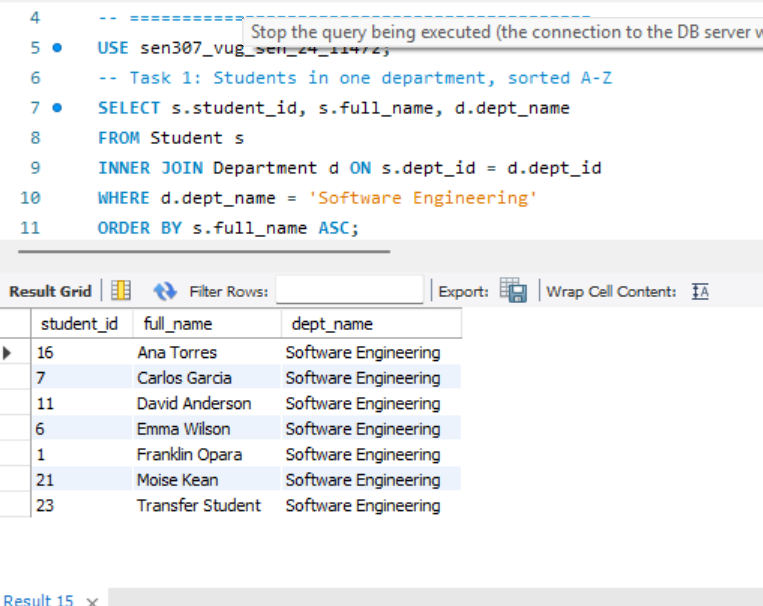 4 -- ============================================
Stop the query being executed (the connection to the DB server
5 USE sen307_vug_sen_24_11472;
6 -- Task 1: Students in one department, sorted A-Z
7 SELECT s.student_id, s.full_name, d.dept_name
8 FROM Student s
9 INNER JOIN Department d ON s.dept_id = d.dept_id
10 WHERE d.dept_name = 'Software Engineering'
11 ORDER BY s.full_name ASC;
Result Grid Filter Rows: Export: Wrap Cell Content: IA
student_id full_name dept_name
16 Ana Torres Software Engineering
7 Carlos Garcia Software Engineering
11 David Anderson Software Engineering
6 Emma Wilson Software Engineering
1 Franklin Opara Software Engineering
21 Moise Kean Software Engineering
23 Transfer Student Software Engineering
Result 15 ×